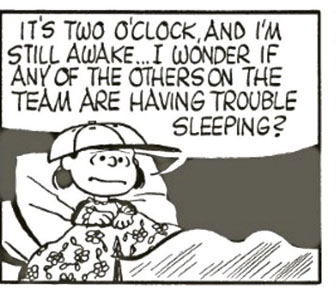 IT'S TWO O'CLOCK, AND I'M
STILL AWAKE...I WONDER IF
ANY OF THE OTHERS ON THE
TEAM ARE HAVING TROUBLE
SLEEPING?